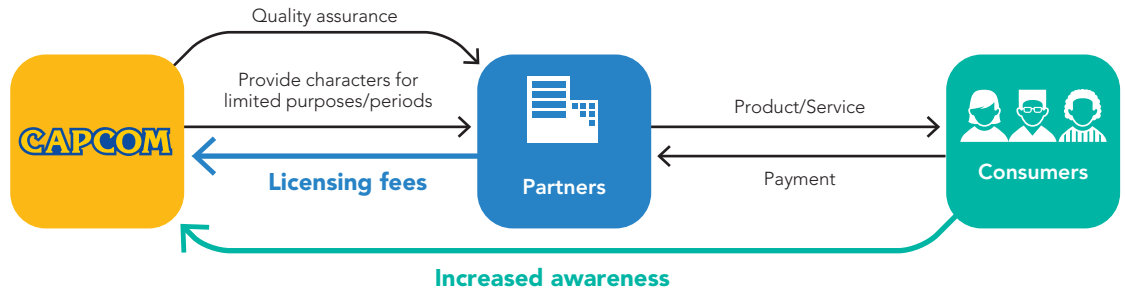 Quality assurance
Provide characters for
limited purposes/periods
CAPCOM
Licensing fees
Partners
Product/Service
Payment
Consumers
Increased awareness